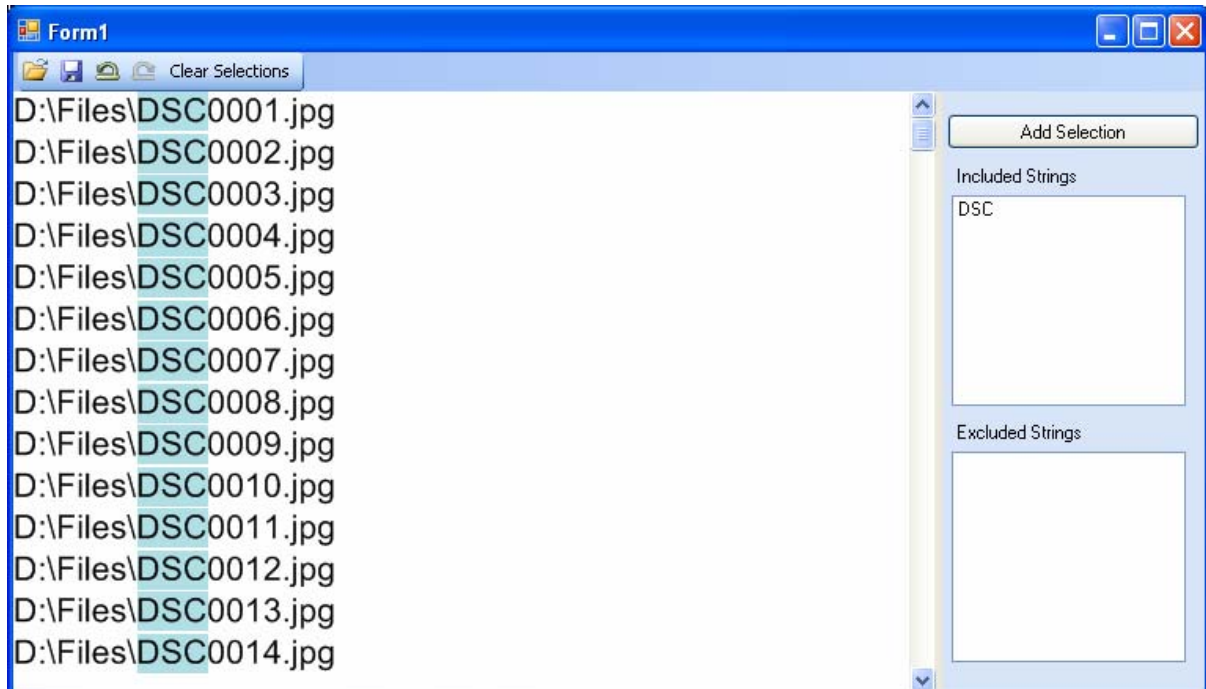 Form1
Clear Selections
D:\Files\DSC0001.jpg
D:\Files\DSC0002.jpg
D:\Files\DSC0003.jpg
D:\Files\DSC0004.jpg
D:\Files\DSC0005.jpg
D:\Files\DSC0006.jpg
D:\Files\DSC0007.jpg
D:\Files\DSC0008.jpg
D:\Files\DSC0009.jpg
D:\Files\DSC0010.jpg
D:\Files\DSC0011.jpg
D:\Files\DSC0012.jpg
D:\Files\DSC0013.jpg
D:\Files\DSC0014.jpg
Add Selection
Included Strings
DSC
Excluded Strings